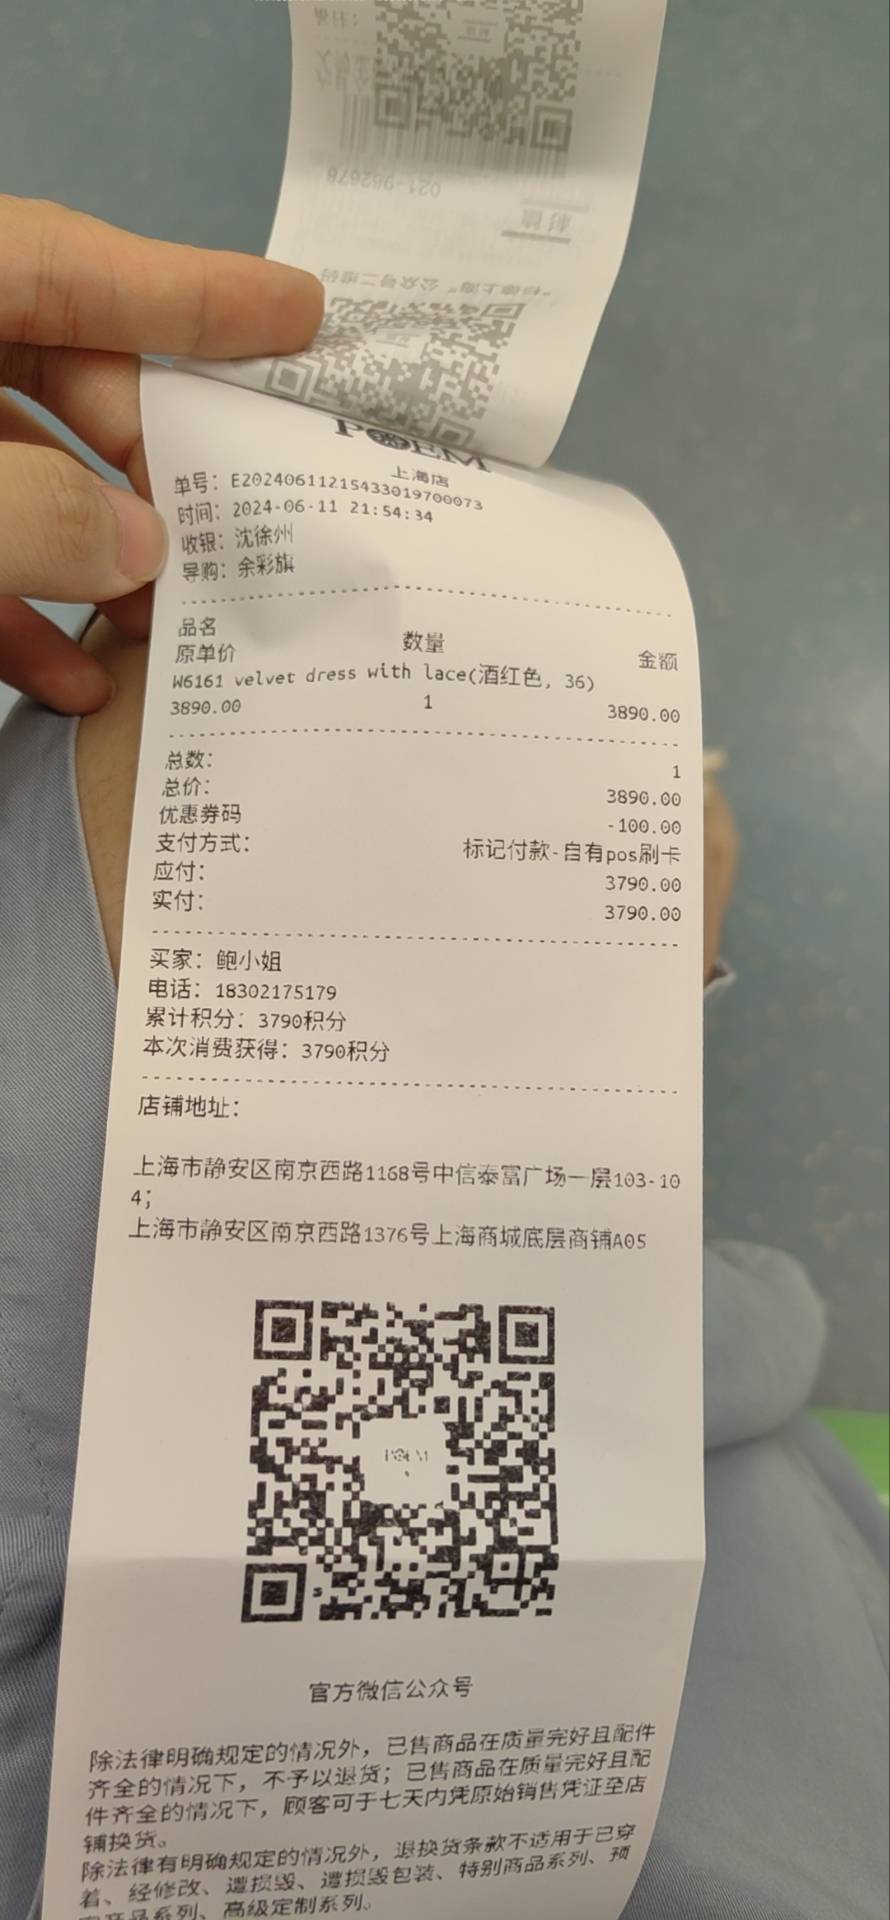 021-962678
POEM
上海店
单号: E20240611215433019700073
时间: 2024-06-11 21:54:34
收银: 沈徐州
导购: 余彩旗
品名
原单价 数量 金额
W6161 velvet dress with lace(酒红色, 36)
3890.00 1 3890.00
总数: 1
总价: 3890.00
优惠券码 -100.00
支付方式: 标记付款-自有pos刷卡
应付: 3790.00
实付: 3790.00
买家: 鲍小姐
电话: 18302175179
累计积分: 3790积分
本次消费获得: 3790积分
店铺地址:
上海市静安区南京西路1168号中信泰富广场一层103-10
4;
上海市静安区南京西路1376号上海商城底层商铺A05
POEM
官方微信公众号
除法律明确规定的情况外，已售商品在质量完好且配件
齐全的情况下，不予以退货；已售商品在质量完好且配
件齐全的情况下，顾客可于七天内凭原始销售凭证至店
铺换货。
除法律有明确规定的情况外，退换货条款不适用于已穿
着、经修改、遭损毁、遭损毁包装、特别商品系列、预
产品系列、高级定制系列。